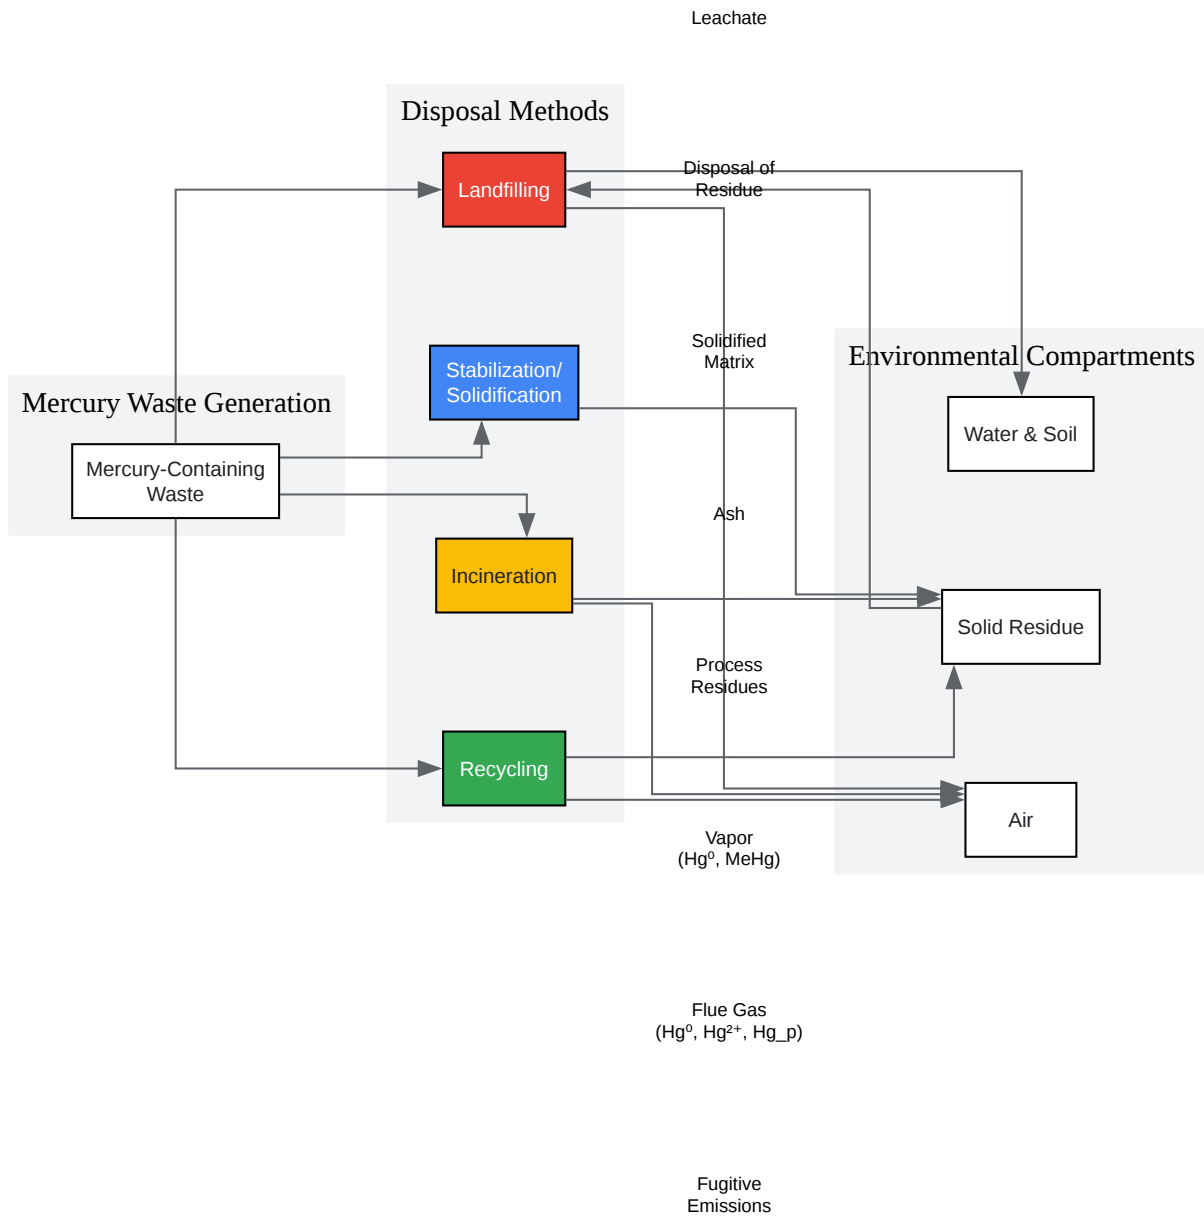 Leachate
Disposal Methods
Landfilling
Disposal of
Residue
Stabilization/
Solidification
Solidified
Matrix
Environmental Compartments
Mercury Waste Generation
Mercury-Containing
Waste
Water & Soil
Ash
Incineration
Solid Residue
Process
Residues
Recycling
Air
Vapor
(Hg⁰, MeHg)
Flue Gas
(Hg⁰, Hg²⁺, Hg_p)
Fugitive
Emissions